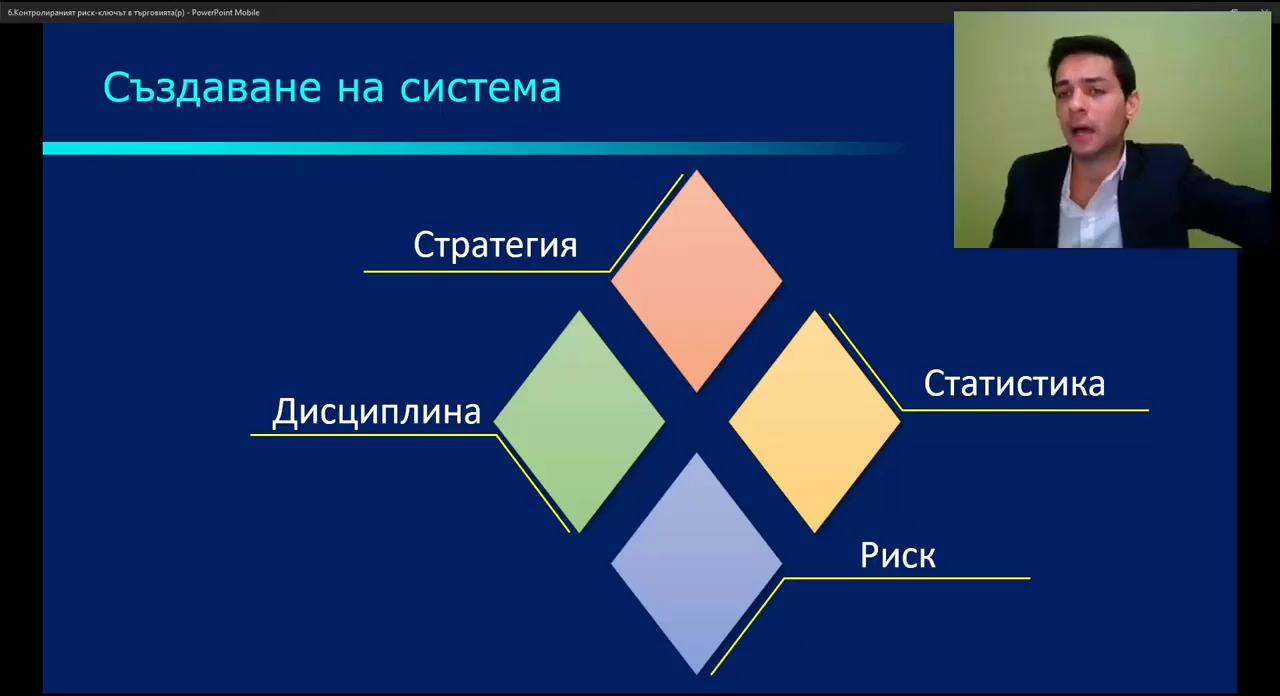 6.Контролираният риск-ключът в търговията(р) - PowerPoint Mobile
Създаване на система
Стратегия
Статистика
Дисциплина
Риск